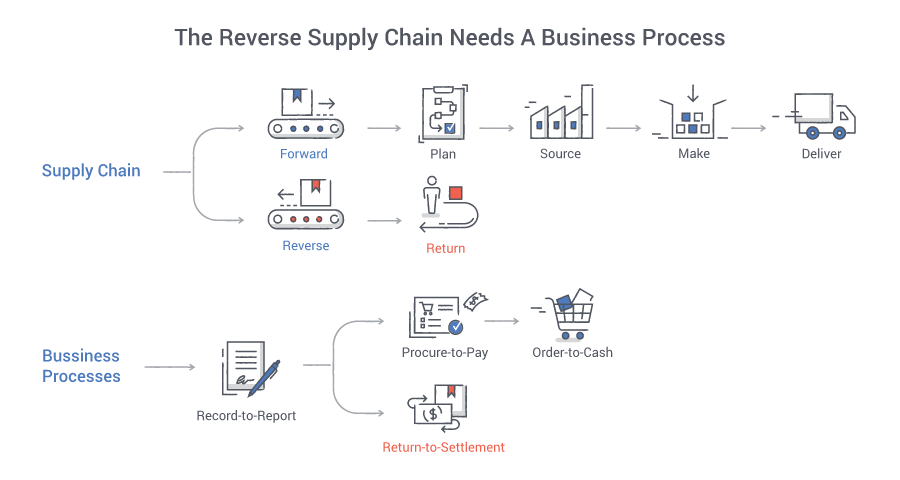 The Reverse Supply Chain Needs A Business Process
Forward
Plan
Source
Make
Deliver
Supply Chain
Reverse
Return
Procure-to-Pay
Order-to-Cash
Bussiness
Processes
Record-to-Report
($)
Return-to-Settlement